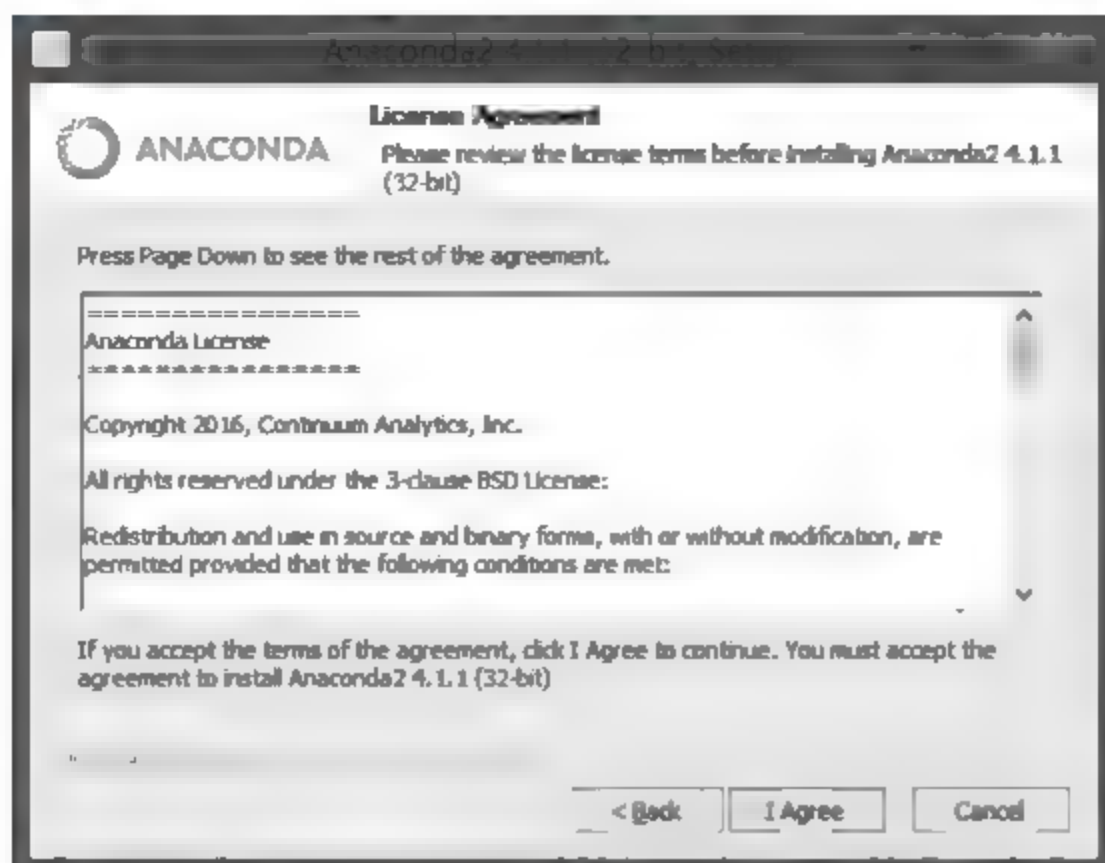 Anaconda2 4.1.1 (32-bit) Setup
License Agreement
ANACONDA
Please review the license terms before installing Anaconda2 4.1.1
(32-bit)
Press Page Down to see the rest of the agreement.
================
Anaconda License
================
Copyright 2016, Continuum Analytics, Inc.
All rights reserved under the 3-clause BSD License:
Redistribution and use in source and binary forms, with or without modification, are
permitted provided that the following conditions are met:
If you accept the terms of the agreement, click I Agree to continue. You must accept the
agreement to install Anaconda2 4.1.1 (32-bit)
< Back
I Agree
Cancel